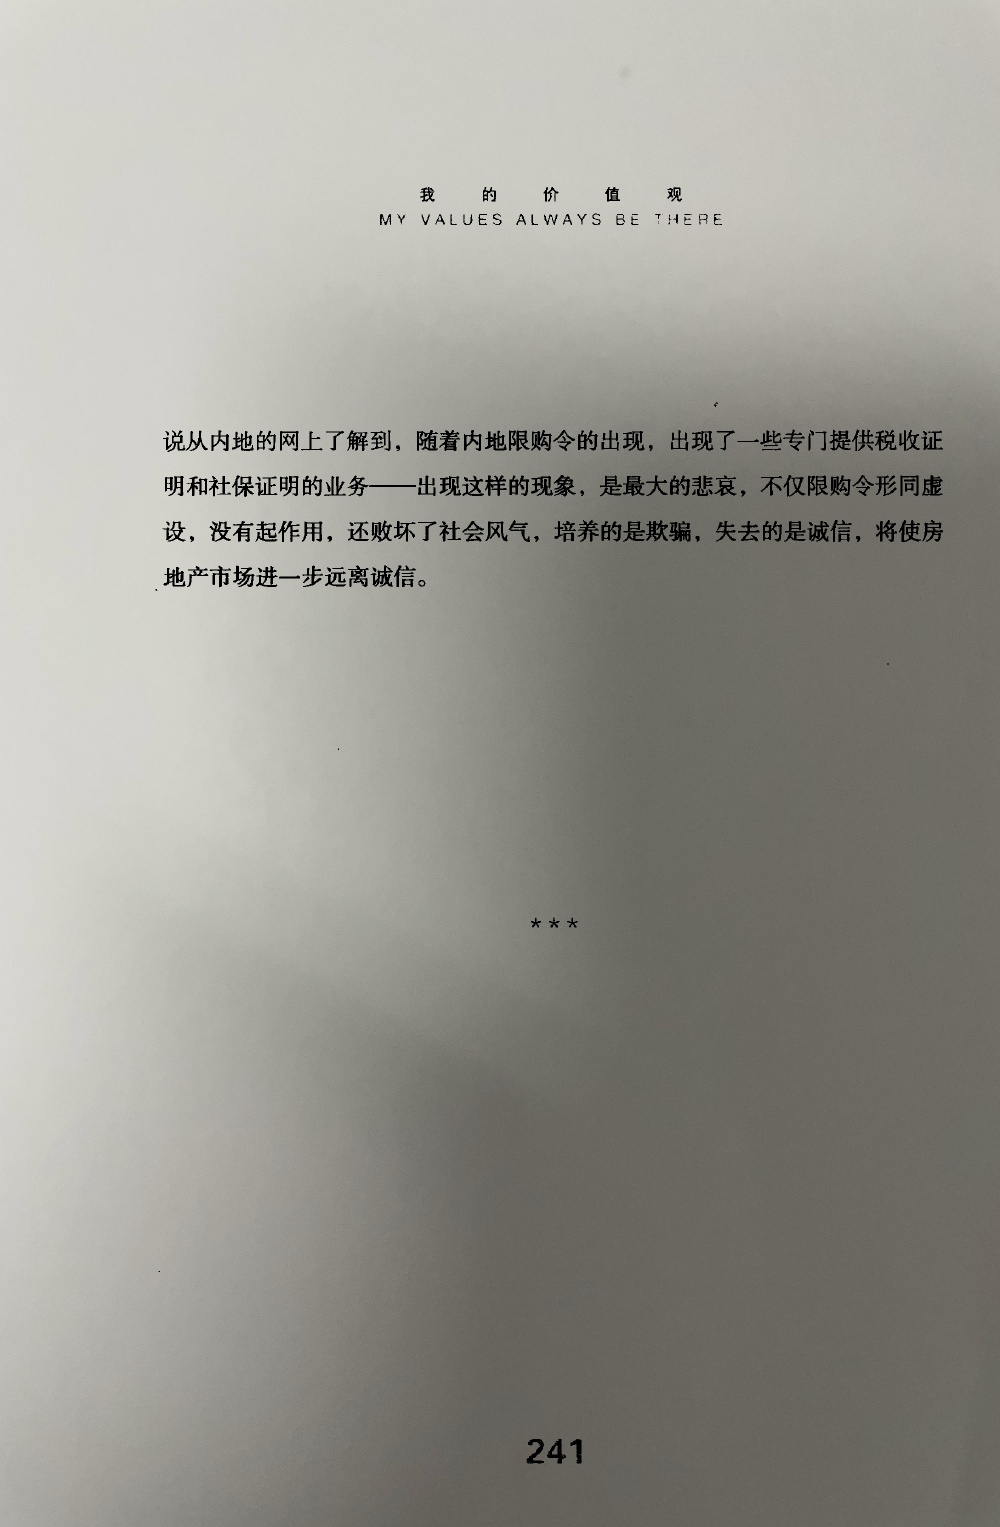 我的价值观
MY VALUES ALWAYS BE THERE
说从内地的网上了解到，随着内地限购令的出现，出现了一些专门提供税收证
明和社保证明的业务——出现这样的现象，是最大的悲哀，不仅限购令形同虚
设，没有起作用，还败坏了社会风气，培养的是欺骗，失去的是诚信，将使房
地产市场进一步远离诚信。
***
241